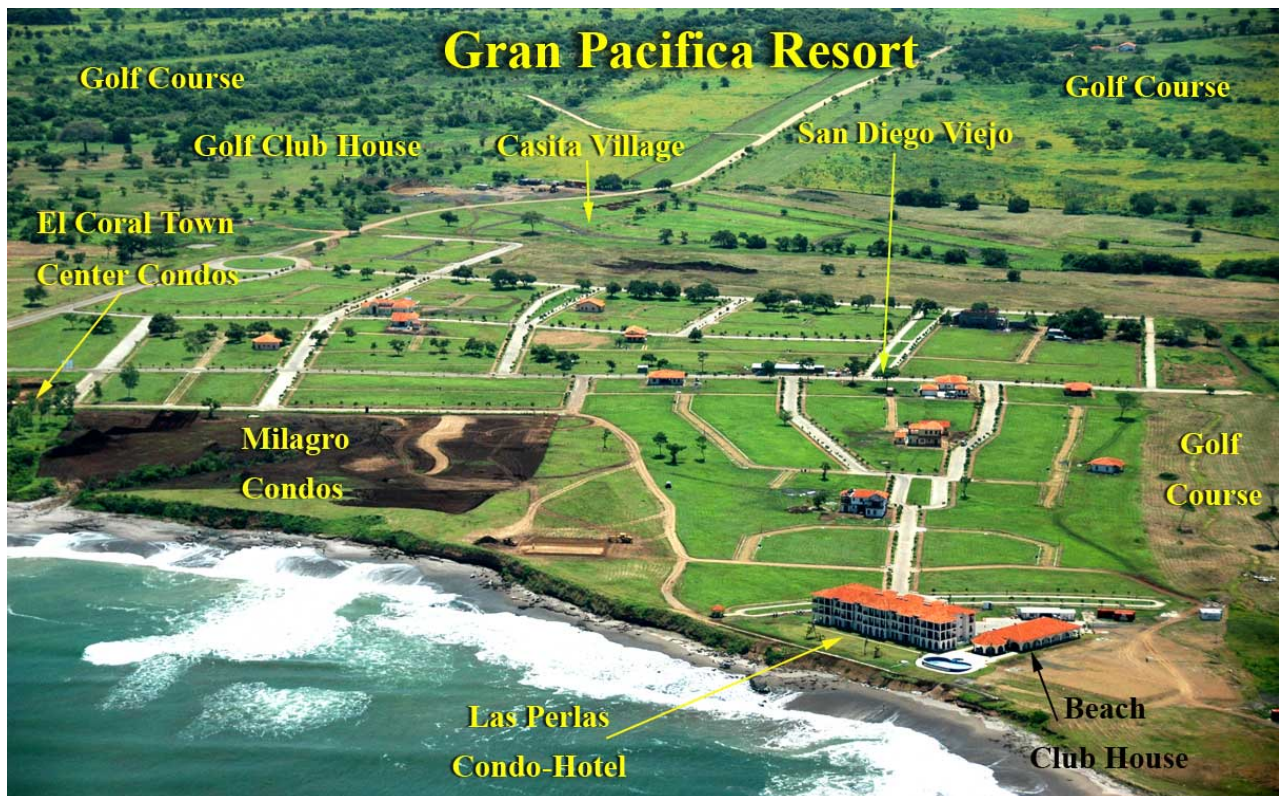 Gran Pacifica Resort
Golf Course
Golf Course
Golf Club House
Casita Village
San Diego Viejo
El Coral Town
Center Condos
Milagro
Condos
Golf
Course
Las Perlas
Condo-Hotel
Beach
Club House